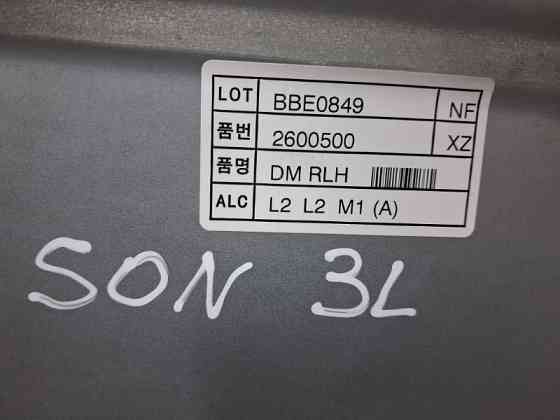 LOT BBE0849 NF
품번 2600500 XZ
품명 DM RLH
ALC L2 L2 M1 (A)
SON 3L